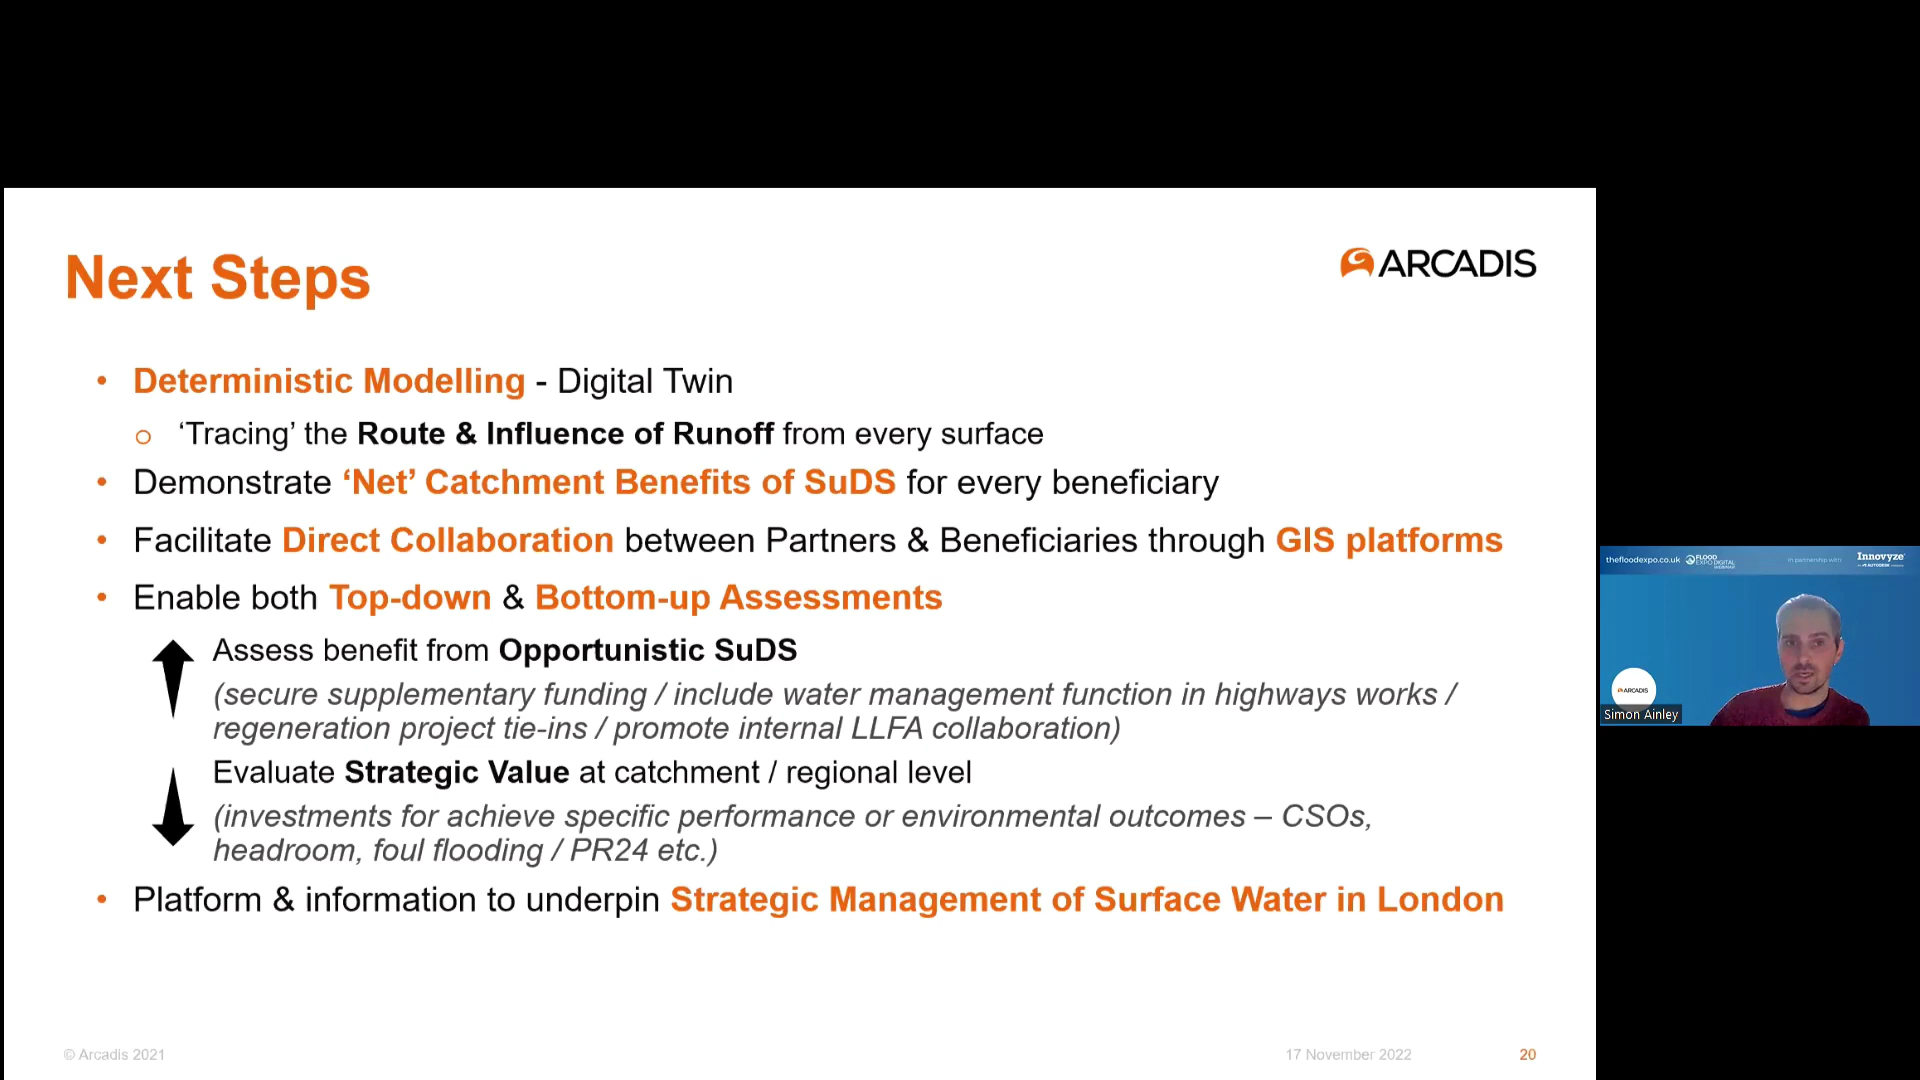 Next Steps
ARCADIS
• Deterministic Modelling - Digital Twin
o ‘Tracing’ the Route & Influence of Runoff from every surface
• Demonstrate ‘Net’ Catchment Benefits of SuDS for every beneficiary
• Facilitate Direct Collaboration between Partners & Beneficiaries through GIS platforms
• Enable both Top-down & Bottom-up Assessments
Assess benefit from Opportunistic SuDS
(secure supplementary funding / include water management function in highways works /
regeneration project tie-ins / promote internal LLFA collaboration)
Evaluate Strategic Value at catchment / regional level
(investments for achieve specific performance or environmental outcomes – CSOs,
headroom, foul flooding / PR24 etc.)
• Platform & information to underpin Strategic Management of Surface Water in London
© Arcadis 2021
17 November 2022
20
thefloodexpo.co.uk
FLOOD
EXPO DIGITAL
WEBINAR
in partnership with
Innovyze
ARCADIS
Simon Ainley